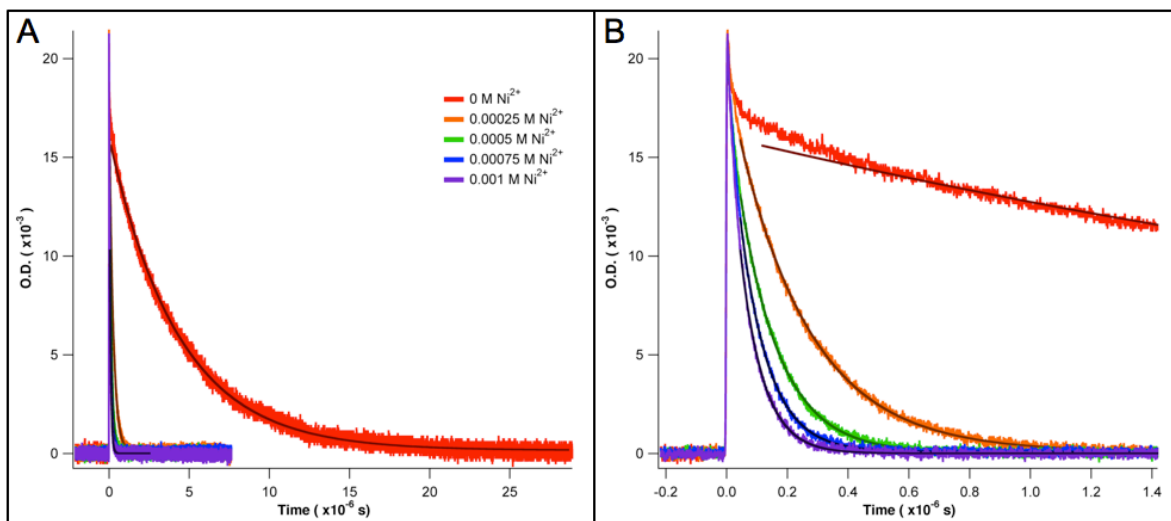 A
20
15
10
5
0
O.D. ( x10⁻³)
0 M Ni²⁺
0.00025 M Ni²⁺
0.0005 M Ni²⁺
0.00075 M Ni²⁺
0.001 M Ni²⁺
0 5 10 15 20 25
Time ( x10⁻⁶ s)
B
20
15
10
5
0
O.D. ( x10⁻³)
-0.2 0.0 0.2 0.4 0.6 0.8 1.0 1.2 1.4
Time ( x10⁻⁶ s)